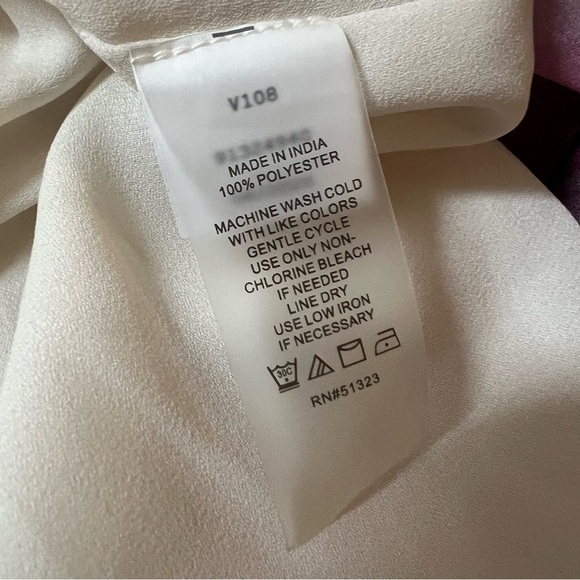 V108
MADE IN INDIA
100% POLYESTER
MACHINE WASH COLD
WITH LIKE COLORS
GENTLE CYCLE
USE ONLY NON-
CHLORINE BLEACH
IF NEEDED
LINE DRY
USE LOW IRON
IF NECESSARY
30C
RN#51323